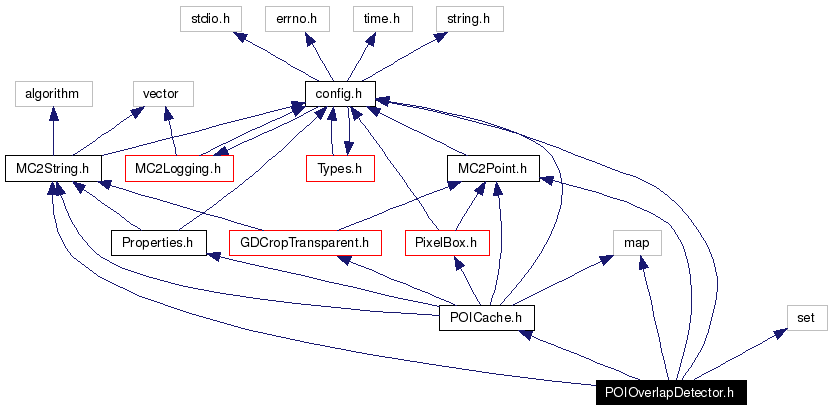 stdio.h
errno.h
time.h
string.h
algorithm
vector
config.h
MC2String.h
MC2Logging.h
Types.h
MC2Point.h
Properties.h
GDCropTransparent.h
PixelBox.h
map
POICache.h
set
POIOverlapDetector.h